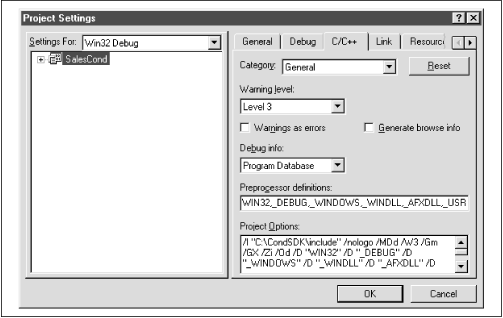 Project Settings
Settings For: Win32 Debug
SalesCond
General Debug C/C++ Link Resourc
Category: General Reset
Warning level:
Level 3
Warnings as errors Generate browse info
Debug info:
Program Database
Preprocessor definitions:
WIN32,_DEBUG,_WINDOWS,_WINDLL,_AFXDLL,_USR
Project Options:
/I "C:\CondSDK\include" /nologo /MDd /W3 /Gm
/GX /Zi /Od /D "WIN32" /D "_DEBUG" /D
"_WINDOWS" /D "_WINDLL" /D "_AFXDLL" /D
OK Cancel